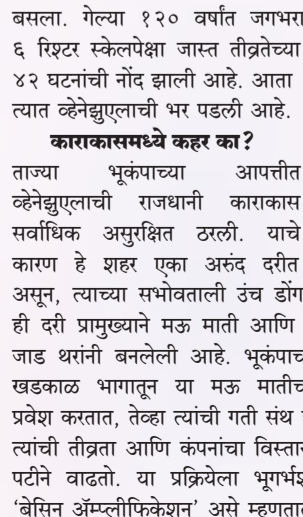 बसला. गेल्या १२० वर्षांत जगभरा
६ रिश्टर स्केलपेक्षा जास्त तीव्रतेच्या
४२ घटनांची नोंद झाली आहे. आता
त्यात व्हेनेझुएलाची भर पडली आहे.
काराकासमध्ये कहर का?
ताज्या भूकंपाच्या आपत्तीत
व्हेनेझुएलाची राजधानी काराकास
सर्वाधिक असुरक्षित ठरली. याचे
कारण हे शहर एका अरुंद दरीत
असून, त्याच्या सभोवताली उंच डोंग
ही दरी प्रामुख्याने मऊ माती आणि
जाड थरांनी बनलेली आहे. भूकंपाच
खडकाळ भागातून या मऊ मातीच
प्रवेश करतात, तेव्हा त्यांची गती संथ
त्यांची तीव्रता आणि कंपनांचा विस्तार
पटीने वाढतो. या प्रक्रियेला भूगर्भश
'बेसिन ॲम्प्लीफिकेशन' असे म्हणतात